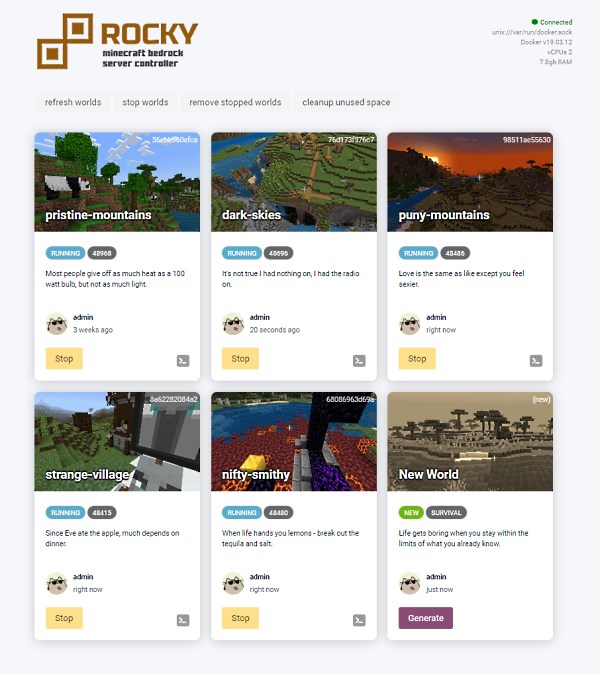 ROCKY
minecraft bedrock
server controller
Connected
unix:///var/run/docker.sock
Docker v19.03.12
vCPUs 2
7.8gb RAM
refresh worlds
stop worlds
remove stopped worlds
cleanup unused space
pristine-mountains
RUNNING 48968
Most people give off as much heat as a 100
watt bulb, but not as much light.
admin
3 weeks ago
Stop
76d173f976e7
dark-skies
RUNNING 48696
It's not true I had nothing on, I had the radio
on.
admin
20 seconds ago
Stop
98511ae55630
puny-mountains
RUNNING 48486
Love is the same as like except you feel
sexier.
admin
right now
Stop
8a62282084a2
strange-village
RUNNING 48415
Since Eve ate the apple, much depends on
dinner.
admin
right now
Stop
68086963d69a
nifty-smithy
RUNNING 48480
When life hands you lemons - break out the
tequila and salt.
admin
right now
Stop
(new)
New World
NEW SURVIVAL
Life gets boring when you stay within the
limits of what you already know.
admin
just now
Generate